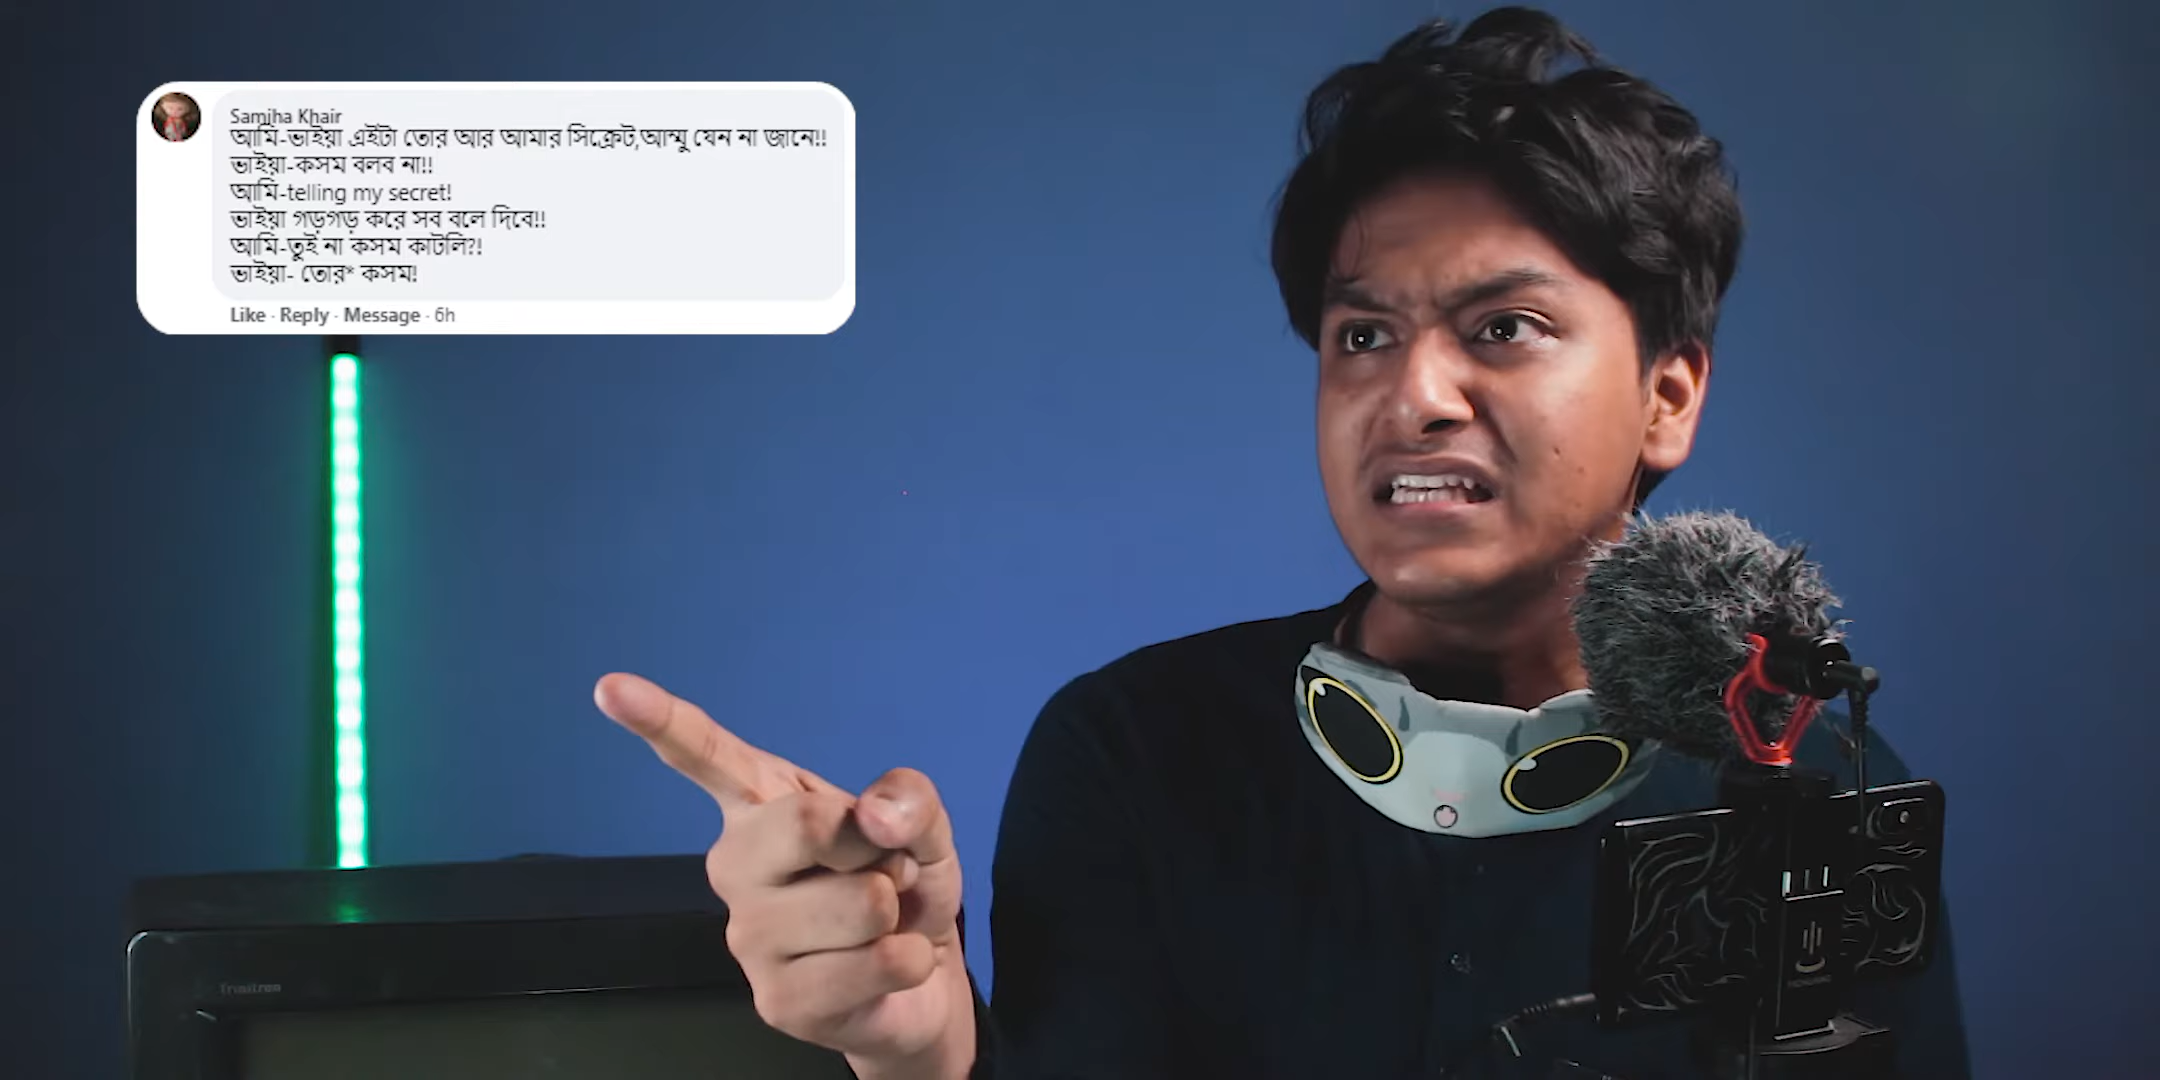 Samiha Khair
আমি-ভাইয়া এইটা তোর আর আমার সিক্রেট,আম্মু যেন না জানে!!
ভাইয়া-কসম বলব না!!
আমি-telling my secret!
ভাইয়া গড়গড় করে সব বলে দিবে!!
আমি-তুই না কসম কাটলি?!
ভাইয়া- তোর* কসম!
Like · Reply · Message · 6h
Trinitron